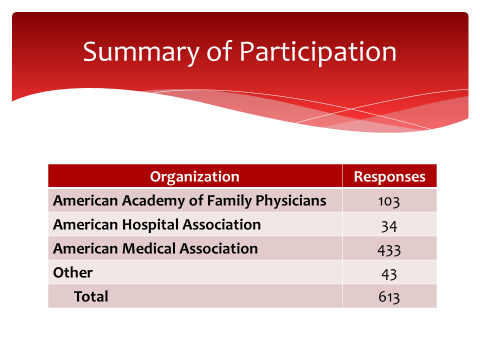 Summary of Participation
Organization Responses
American Academy of Family Physicians 103
American Hospital Association 34
American Medical Association 433
Other 43
Total 613